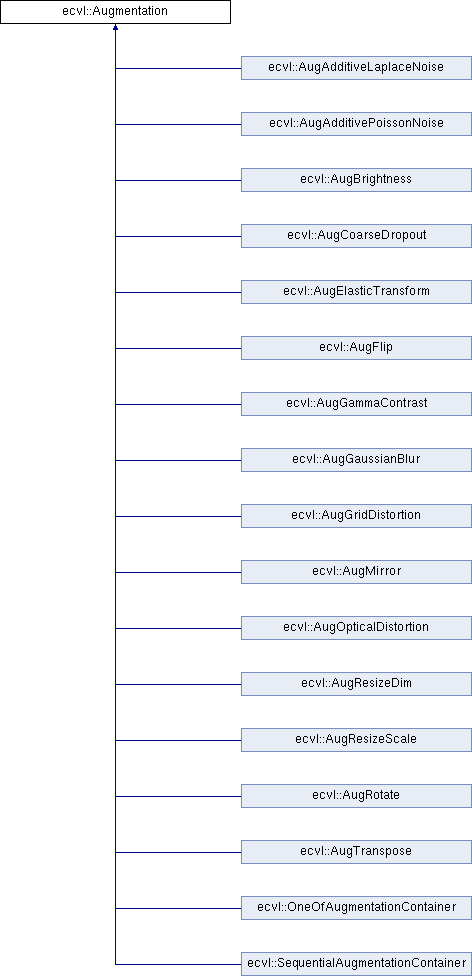 ecvl::Augmentation
ecvl::AugAdditiveLaplaceNoise
ecvl::AugAdditivePoissonNoise
ecvl::AugBrightness
ecvl::AugCoarseDropout
ecvl::AugElasticTransform
ecvl::AugFlip
ecvl::AugGammaContrast
ecvl::AugGaussianBlur
ecvl::AugGridDistortion
ecvl::AugMirror
ecvl::AugOpticalDistortion
ecvl::AugResizeDim
ecvl::AugResizeScale
ecvl::AugRotate
ecvl::AugTranspose
ecvl::OneOfAugmentationContainer
ecvl::SequentialAugmentationContainer